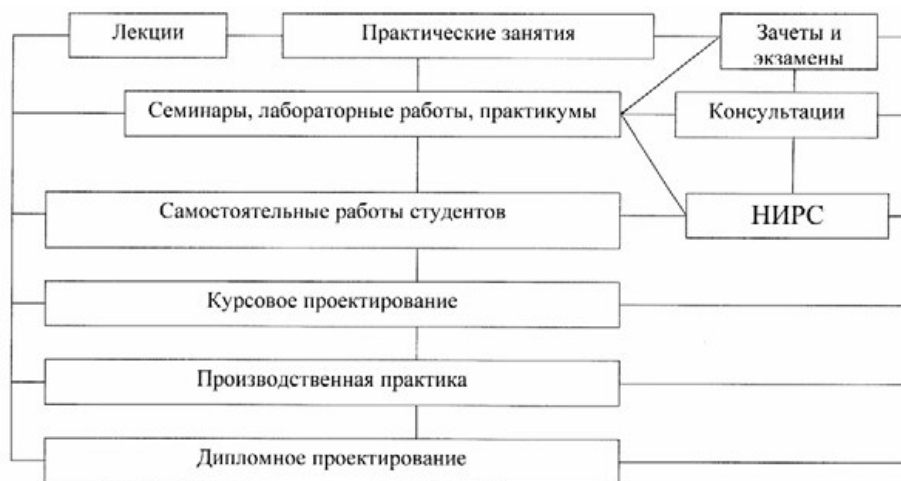 Лекции
Практические занятия
Зачеты и
экзамены
Семинары, лабораторные работы, практикумы
Консультации
Самостоятельные работы студентов
НИРС
Курсовое проектирование
Производственная практика
Дипломное проектирование